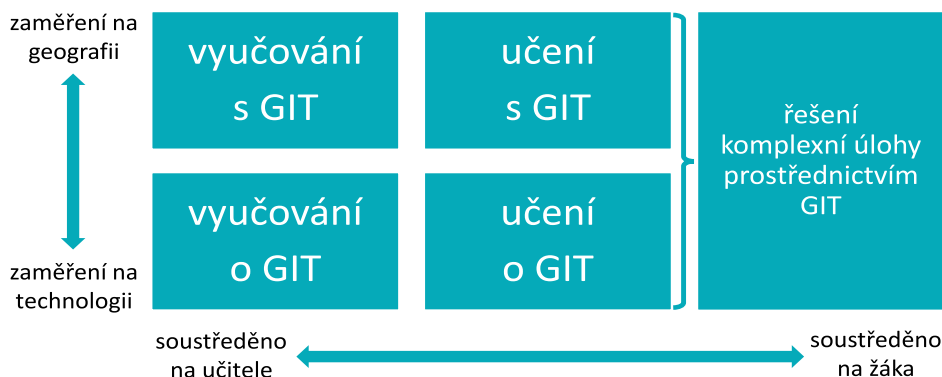 zaměření na
geografii
vyučování
s GIT
učení
s GIT
řešení
komplexní úlohy
prostřednictvím
GIT
vyučování
o GIT
učení
o GIT
zaměření na
technologii
soustředěno
na učitele
soustředěno
na žáka